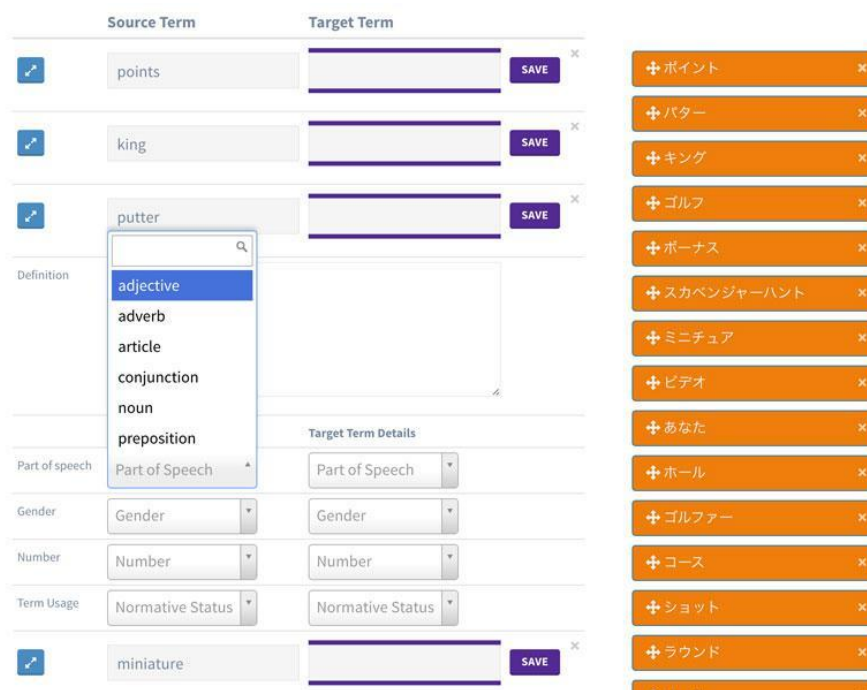 Source Term Target Term
points SAVE ×
king SAVE ×
putter SAVE ×
Definition
adjective
adverb
article
conjunction
noun
preposition
Target Term Details
Part of speech Part of Speech Part of Speech
Gender Gender Gender
Number Number Number
Term Usage Normative Status Normative Status
miniature SAVE ×
ポイント ×
パター ×
キング ×
ゴルフ ×
ボーナス ×
スカベンジャーハント ×
ミニチュア ×
ビデオ ×
あなた ×
ホール ×
ゴルファー ×
コース ×
ショット ×
ラウンド ×